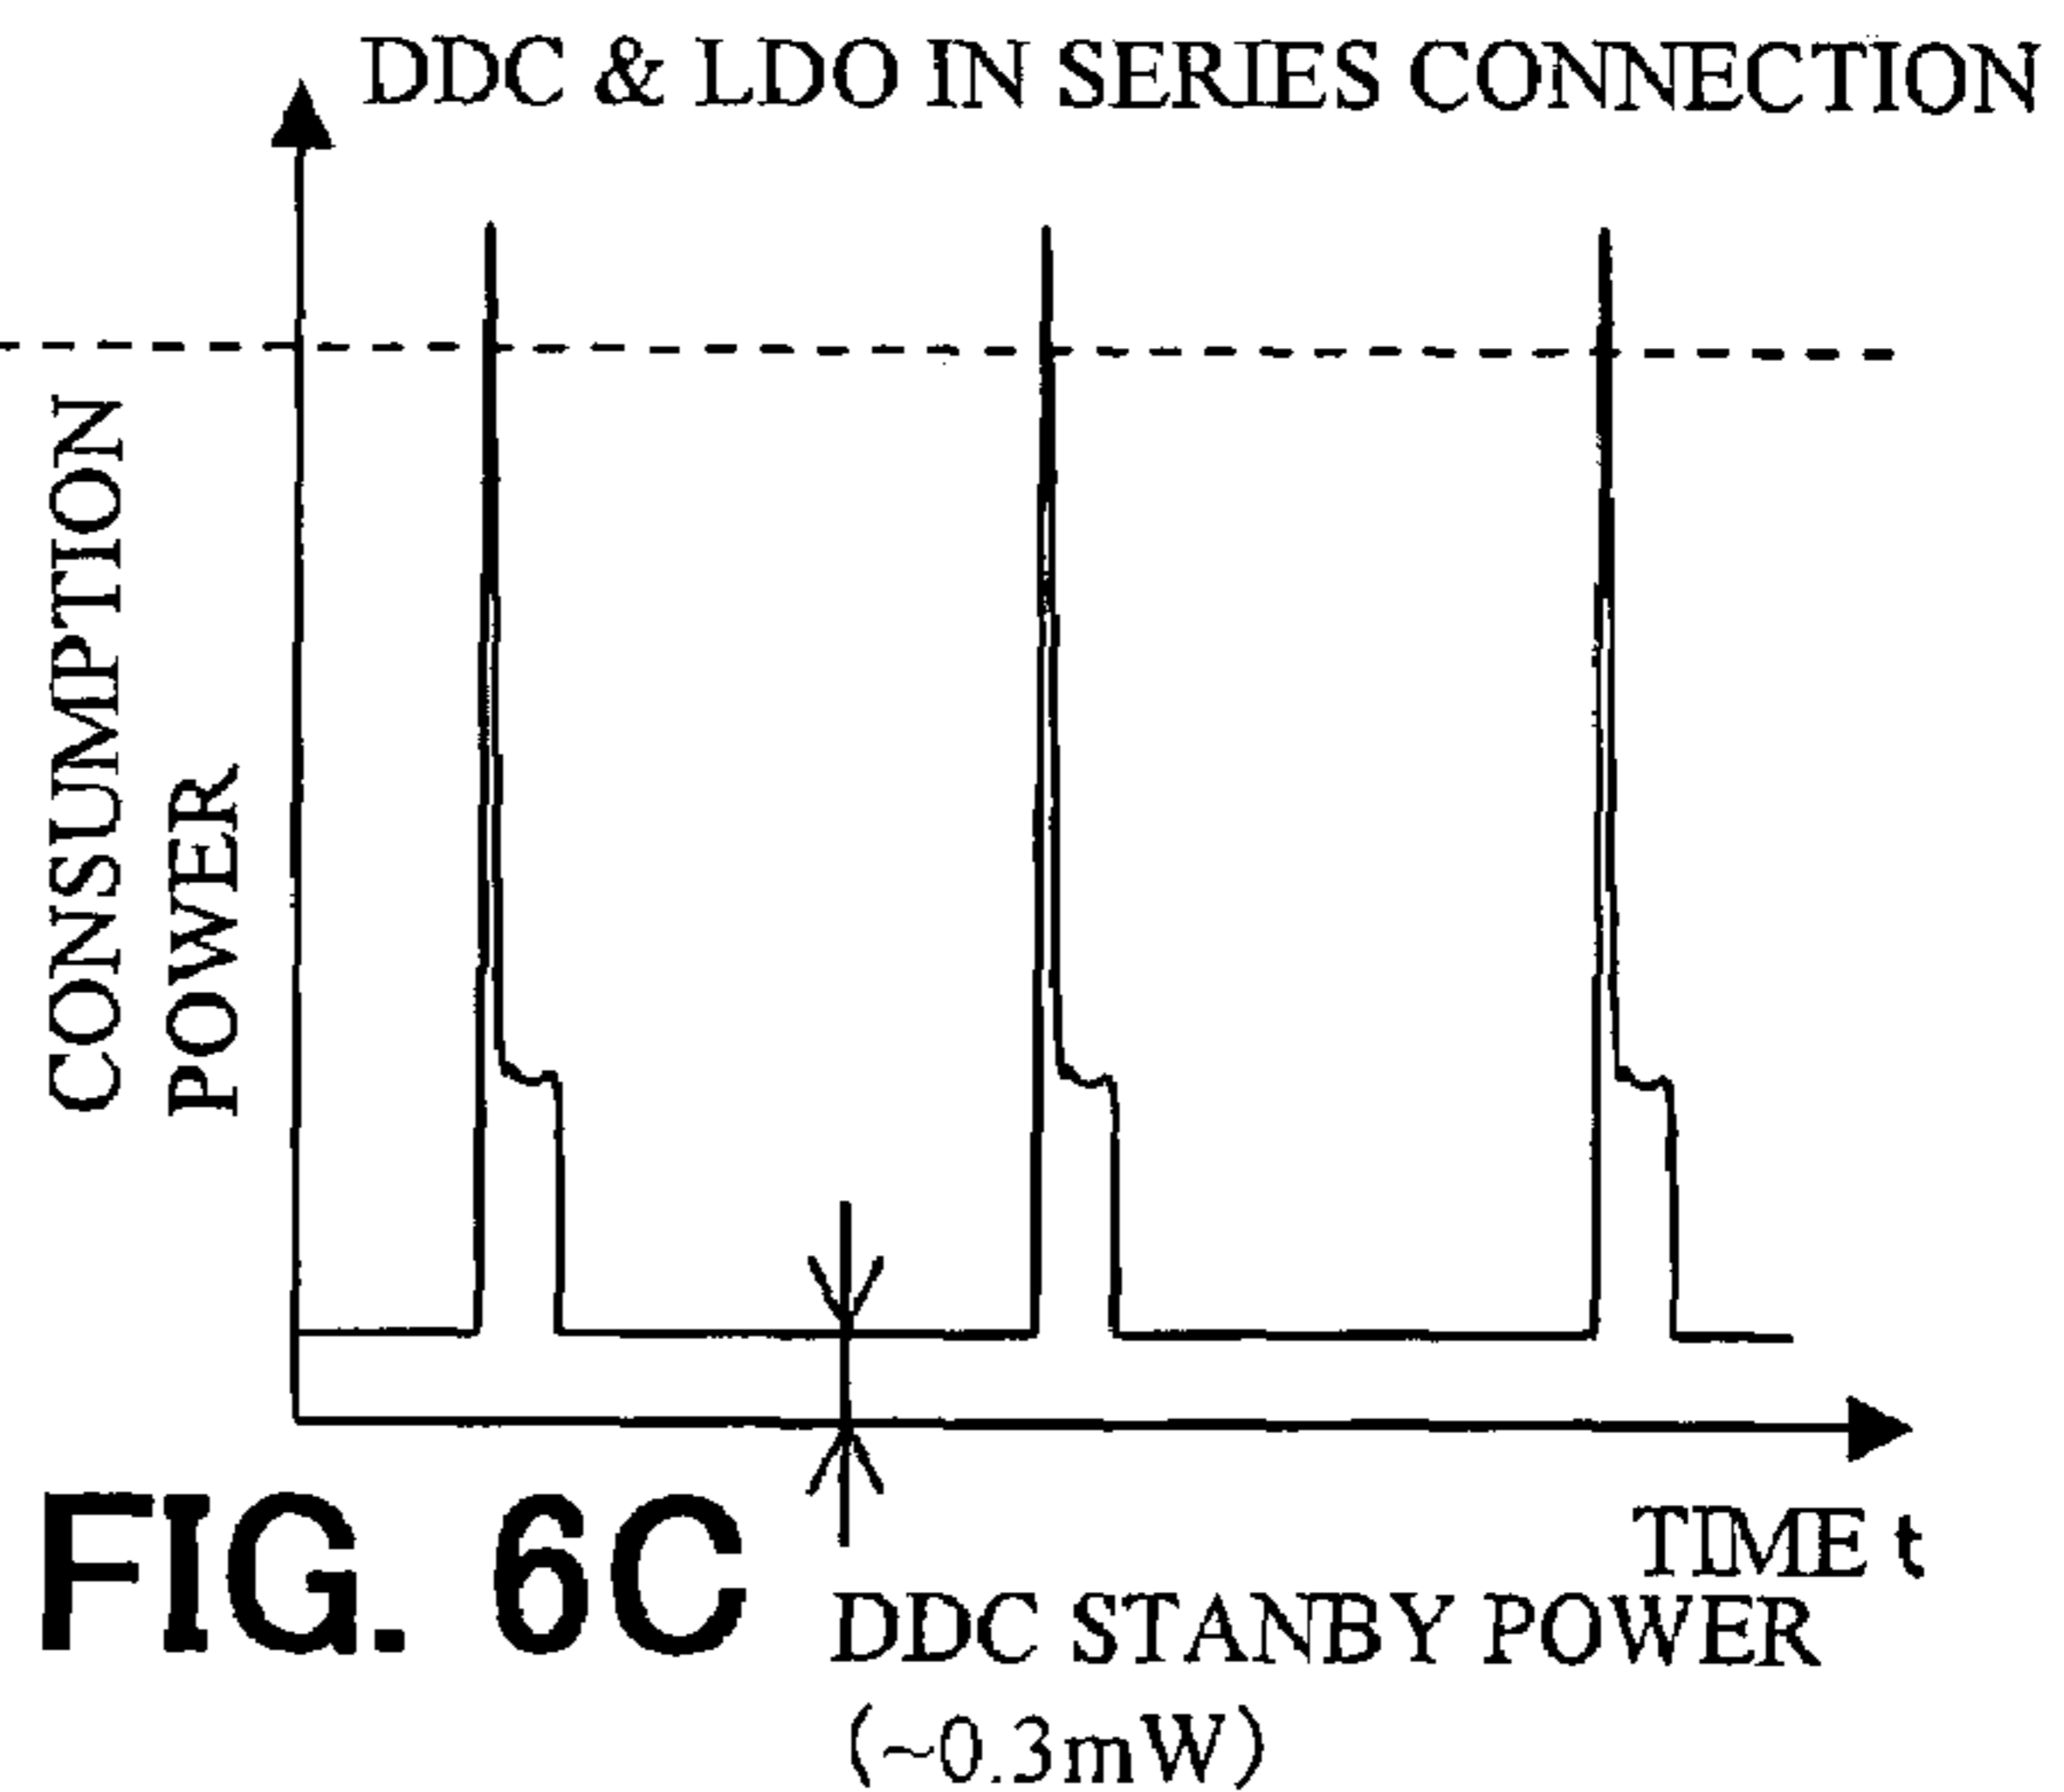 DDC & LDO IN SERIES CONNECTION
CONSUMPTION
POWER
TIME t
FIG. 6C
DDC STANBY POWER
(~0.3mW)